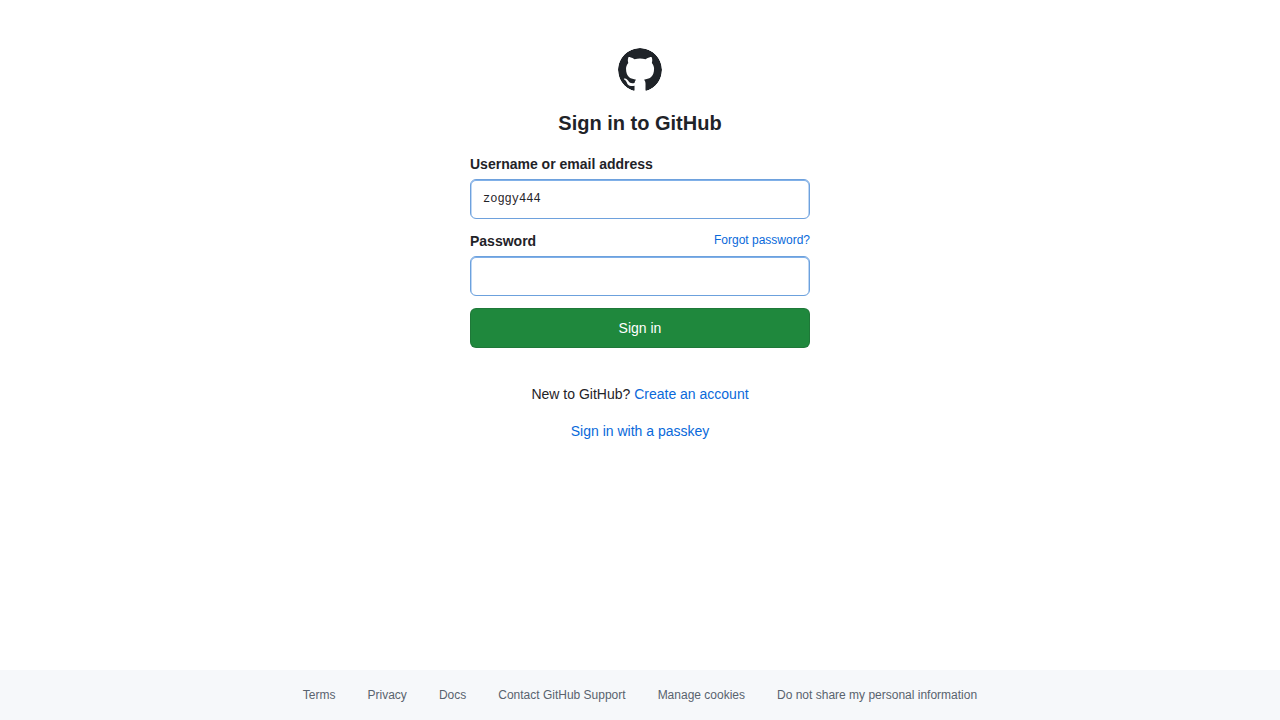 Sign in to GitHub
Username or email address
zoggy444
Password Forgot password?
Sign in
New to GitHub? Create an account
Sign in with a passkey
Terms Privacy Docs Contact GitHub Support Manage cookies Do not share my personal information